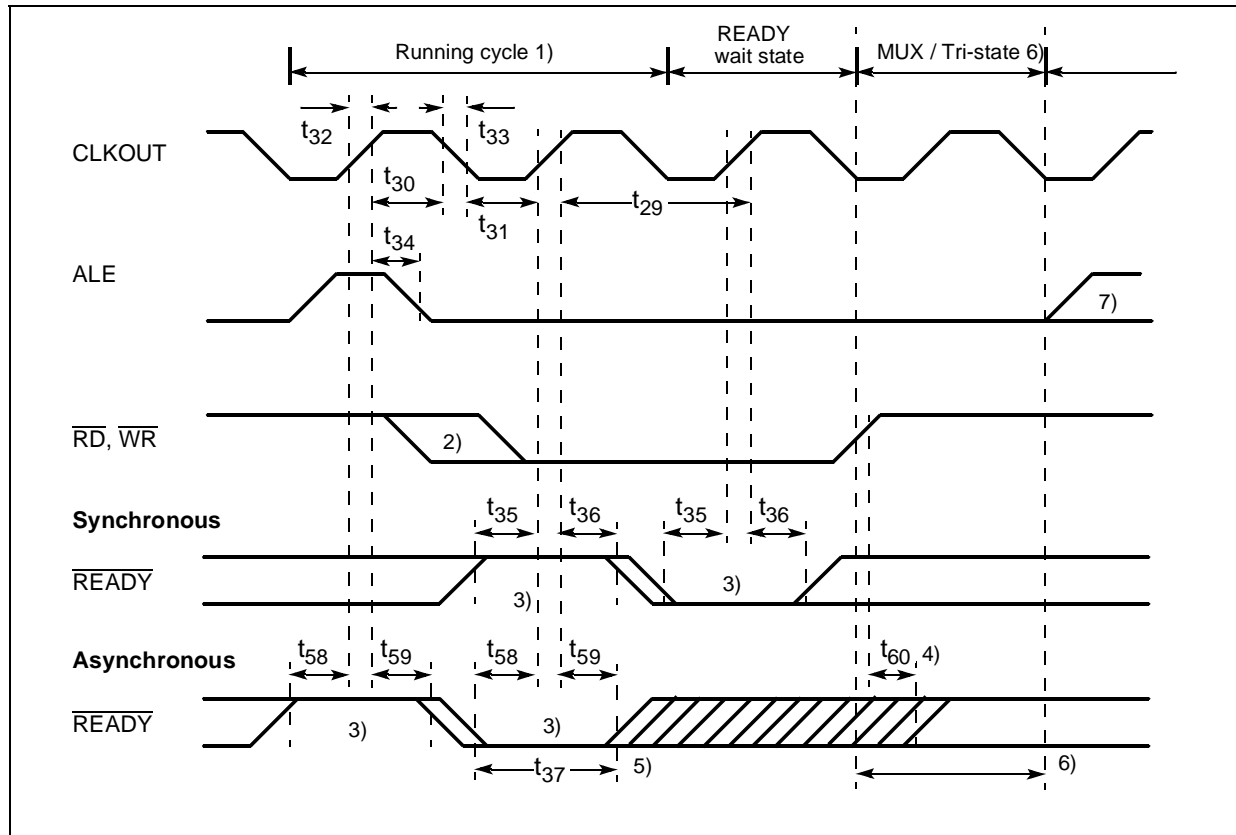 READY
Running cycle 1)
wait state
MUX / Tri-state 6)
t32
t33
CLKOUT
t30
t31
t29
t34
ALE
7)
RD, WR
2)
Synchronous
t35
t36
t35
t36
READY
3)
3)
Asynchronous
t58
t59
t58
t59
t60
4)
READY
3)
3)
t37
5)
6)